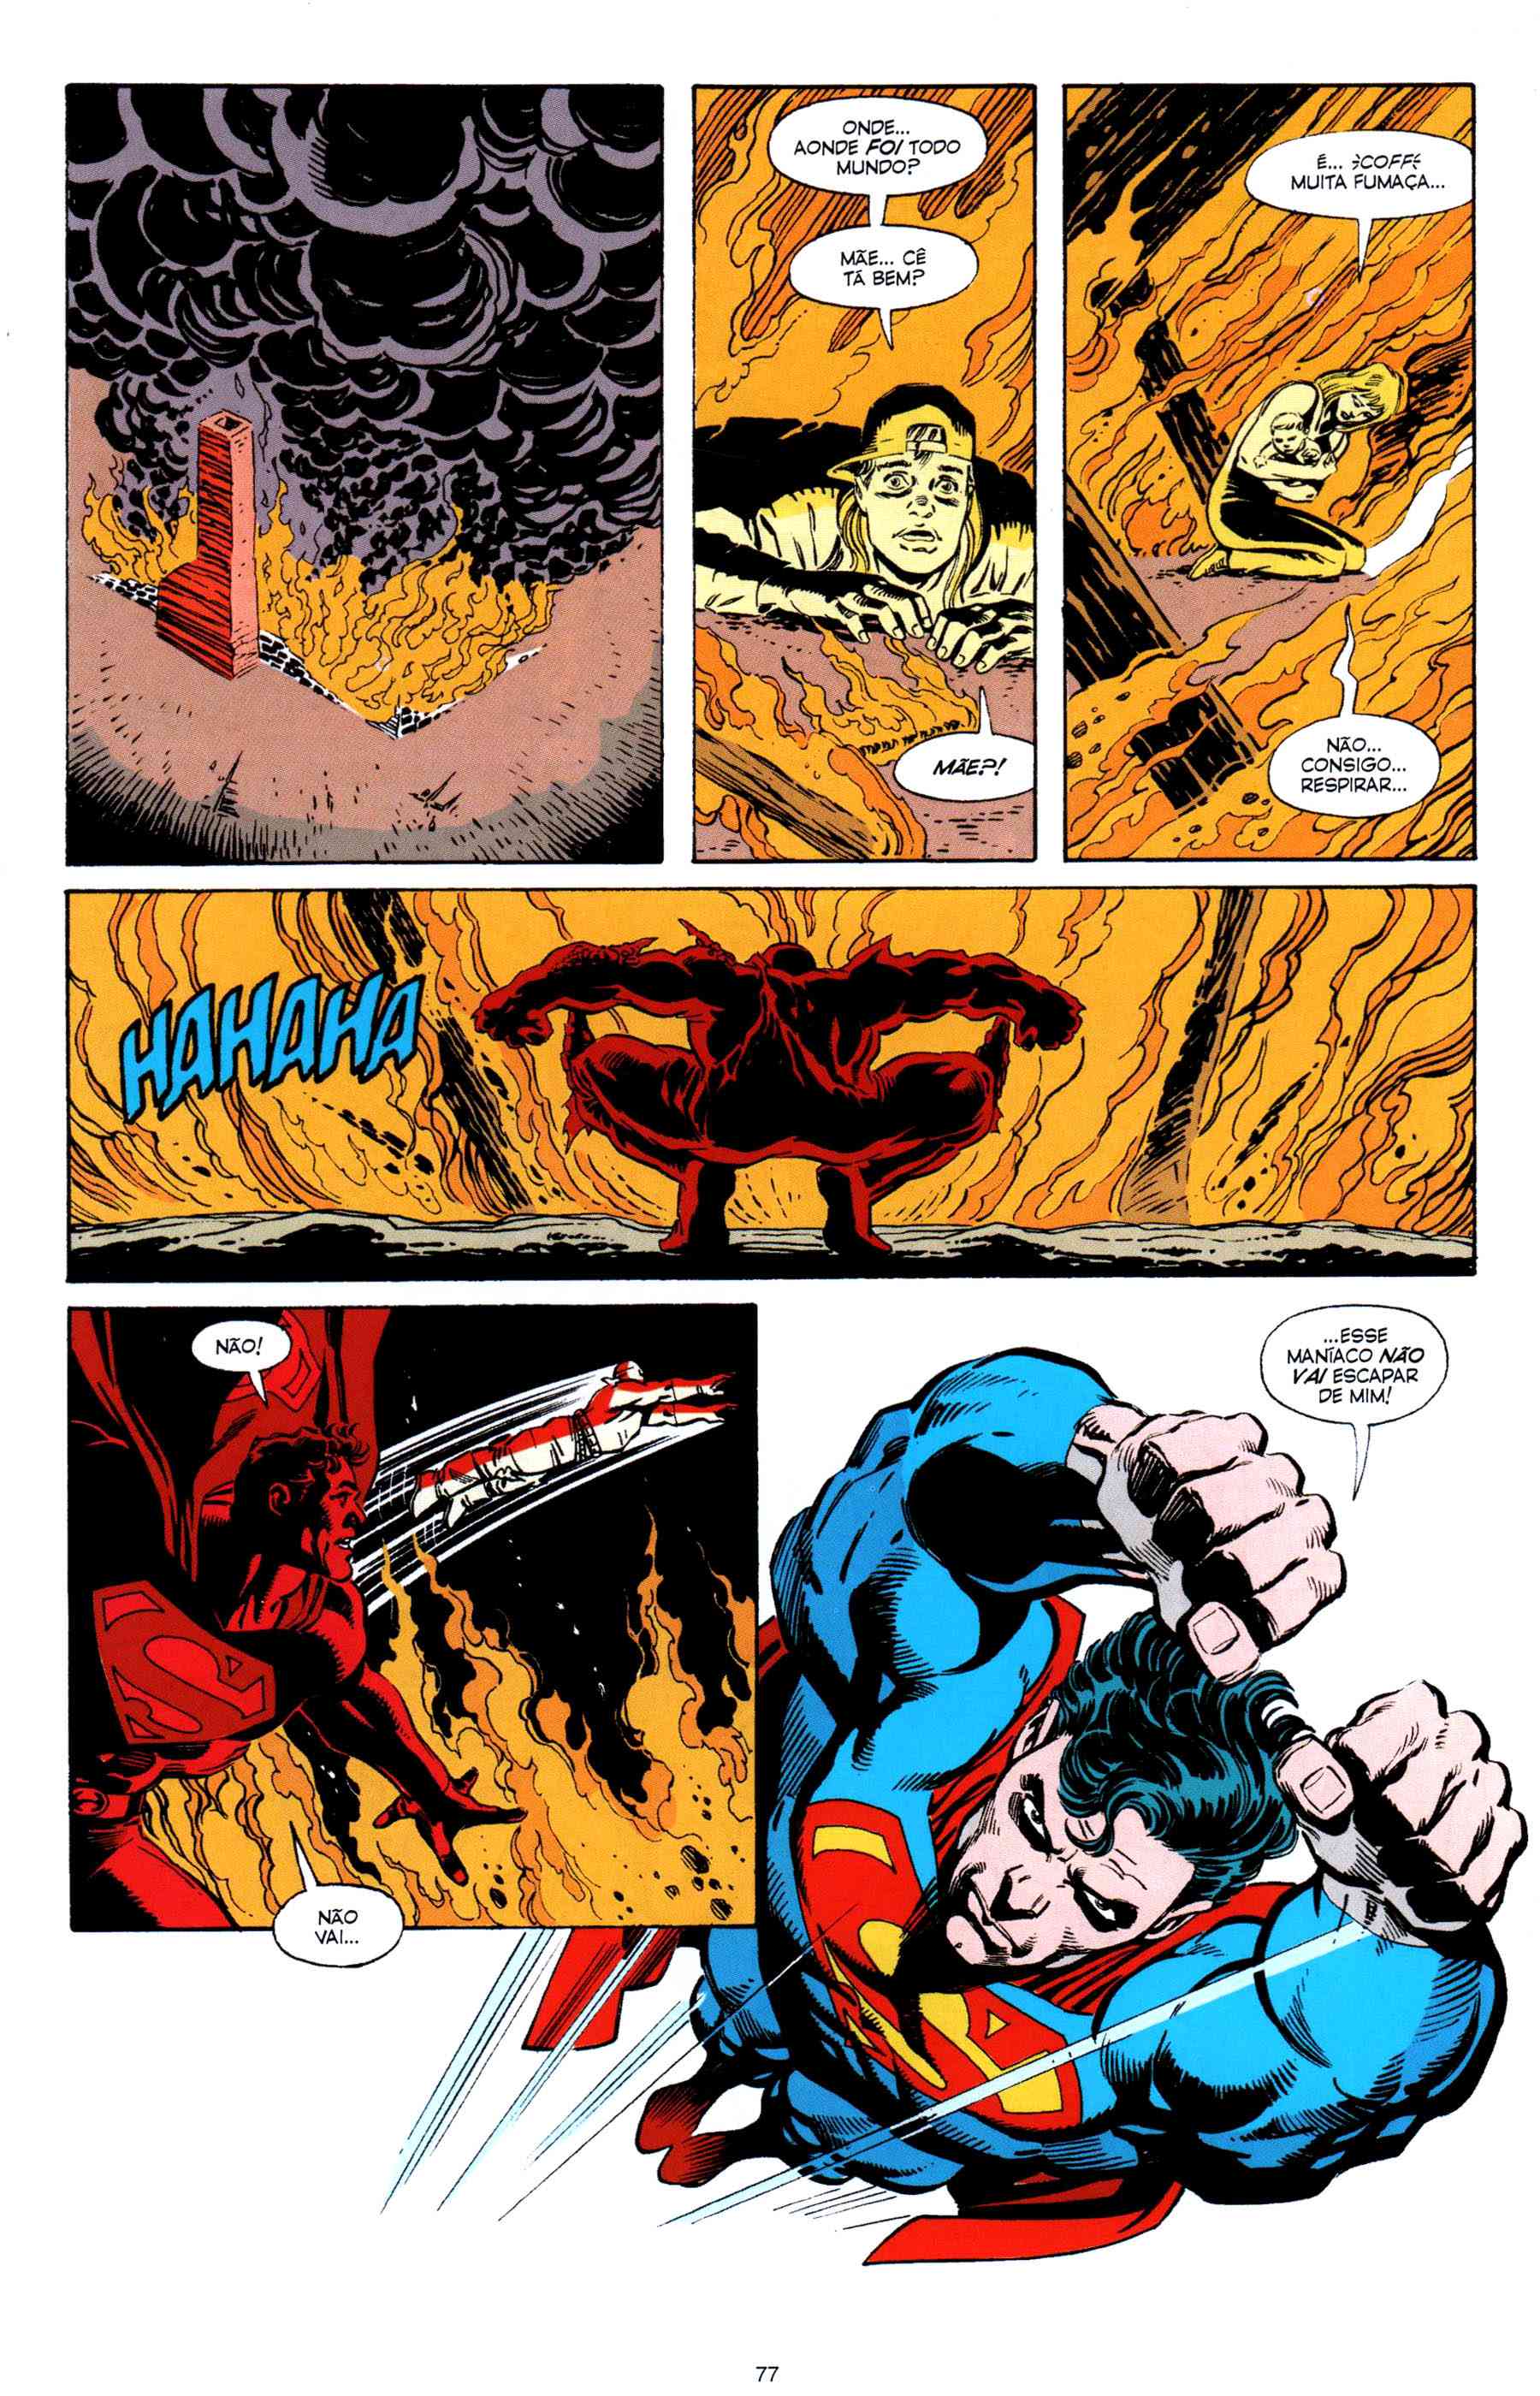 ONDE...
AONDE FOI TODO
MUNDO?
MÃE... CÊ
TÁ BEM?
MÃE?!
É... COFF
MUITA FUMAÇA...
NÃO...
CONSIGO...
RESPIRAR...
HAHAHAHA
NÃO!
NÃO
VAI...
...ESSE
MANÍACO NÃO
VAI ESCAPAR
DE MIM!
77